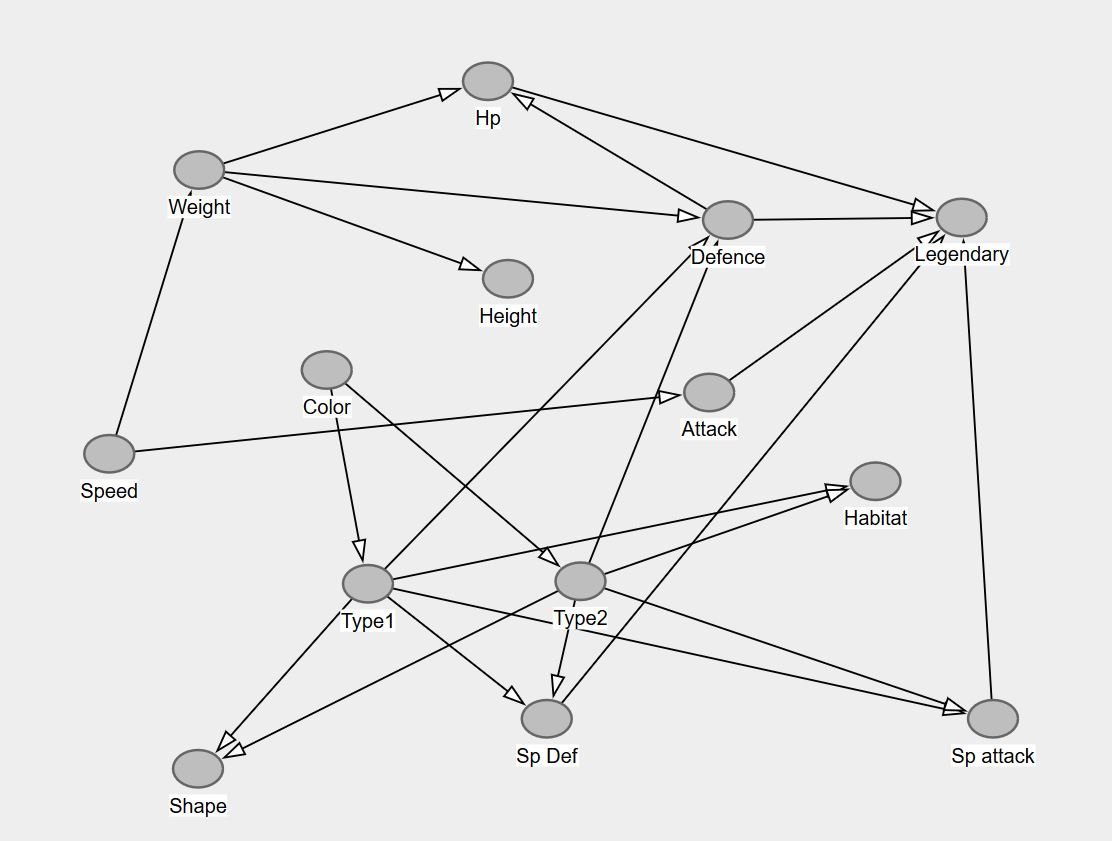 Hp
Weight
Defence
Legendary
Height
Color
Attack
Speed
Habitat
Type1
Type2
Sp Def
Sp attack
Shape